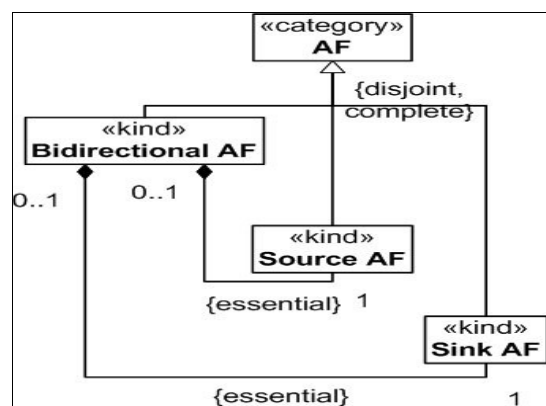 «category»
AF
{disjoint,
complete}
«kind»
Bidirectional AF
0..1
0..1
«kind»
Source AF
{essential}
1
«kind»
Sink AF
{essential}
1